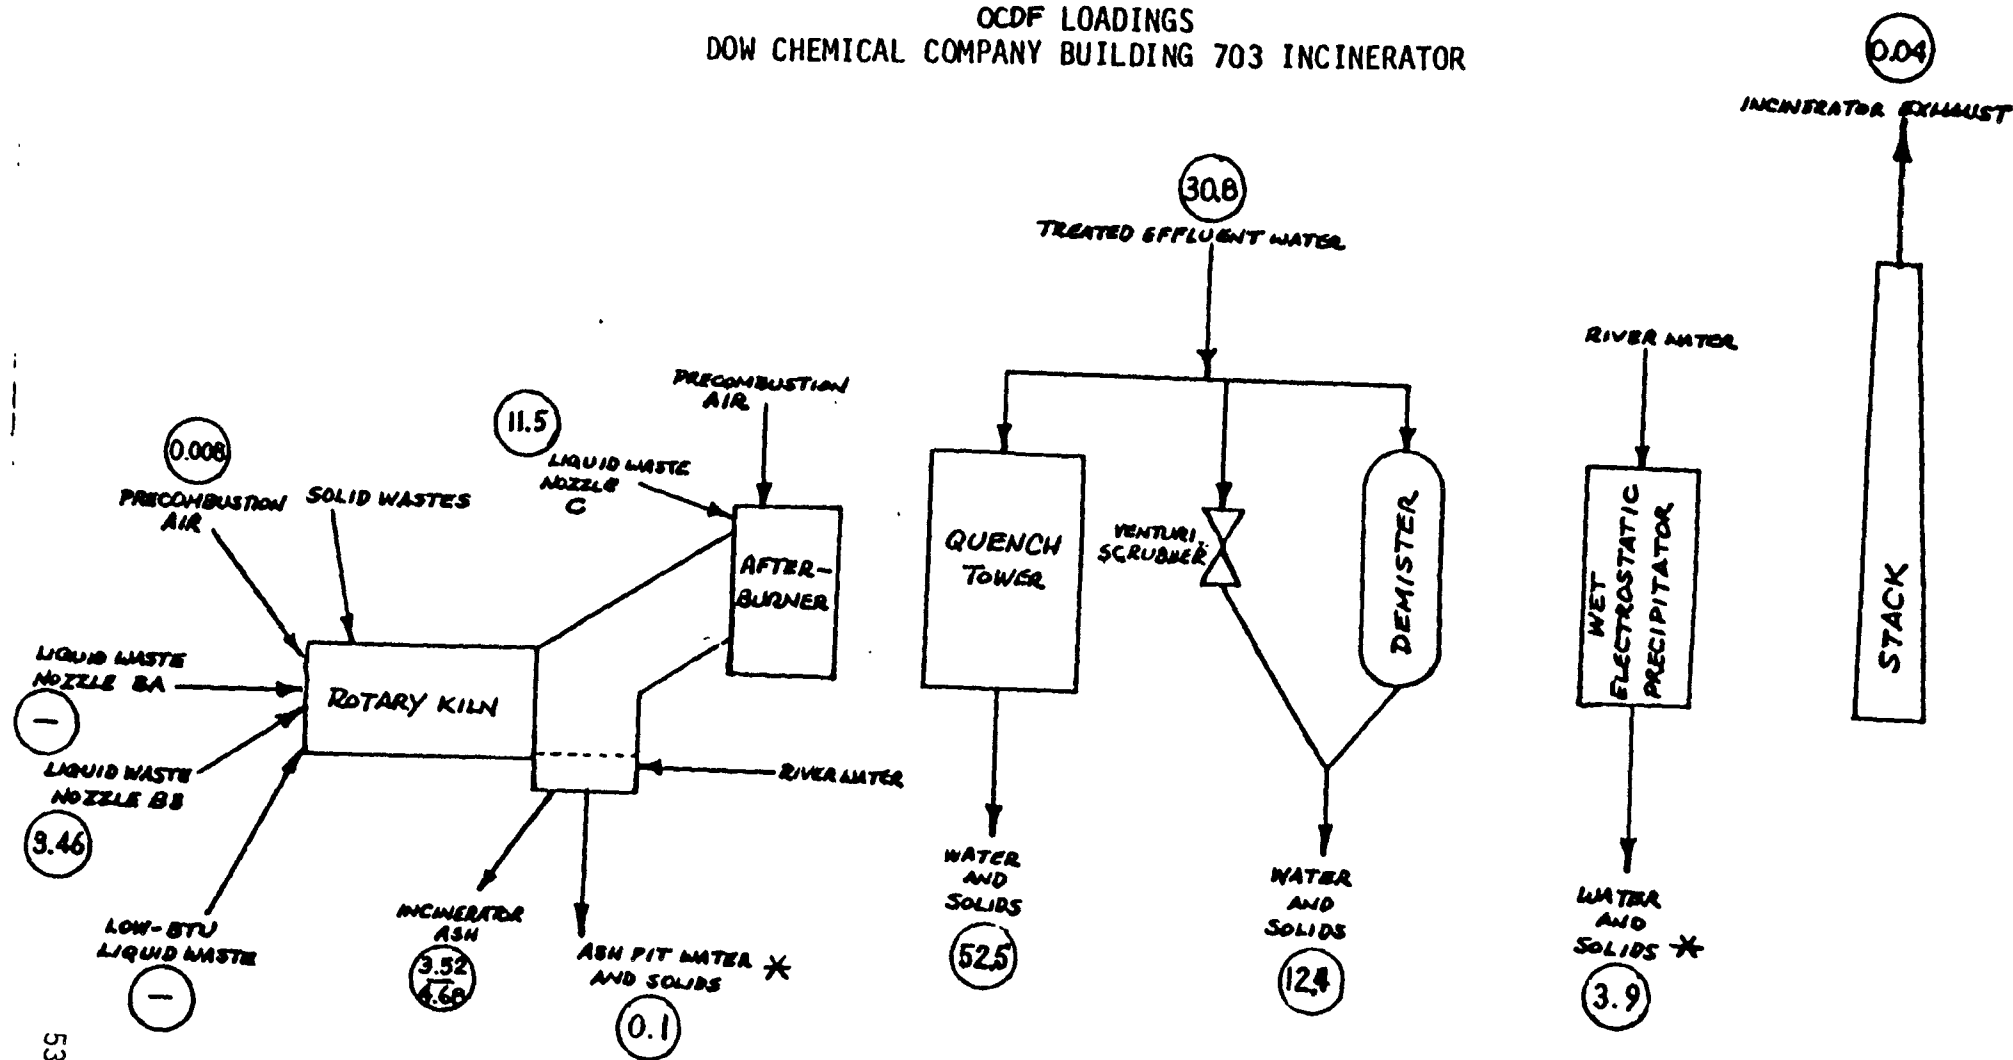 OCDF LOADINGS
DOW CHEMICAL COMPANY BUILDING 703 INCINERATOR
0.04
INCINERATOR EXHAUST
30.8
TREATED EFFLUENT WATER
RIVER WATER
PRECOMBUSTION
AIR
11.5
LIQUID WASTE
NOZZLE
C
0.008
PRECOMBUSTION
AIR
SOLID WASTES
AFTER-
BURNER
QUENCH
TOWER
VENTURI
SCRUBBER
DEMISTER
WET
ELECTROSTATIC
PRECIPITATOR
STACK
LIQUID WASTE
NOZZLE BA
—
ROTARY KILN
LIQUID WASTE
NOZZLE BB
9.46
RIVER WATER
LOW-BTU
LIQUID WASTE
—
INCINERATOR
ASH
3.52
4.68
ASH PIT WATER *
AND SOLIDS
0.1
WATER
AND
SOLIDS
52.5
WATER
AND
SOLIDS
12.4
WATER
AND
SOLIDS *
3.9
53